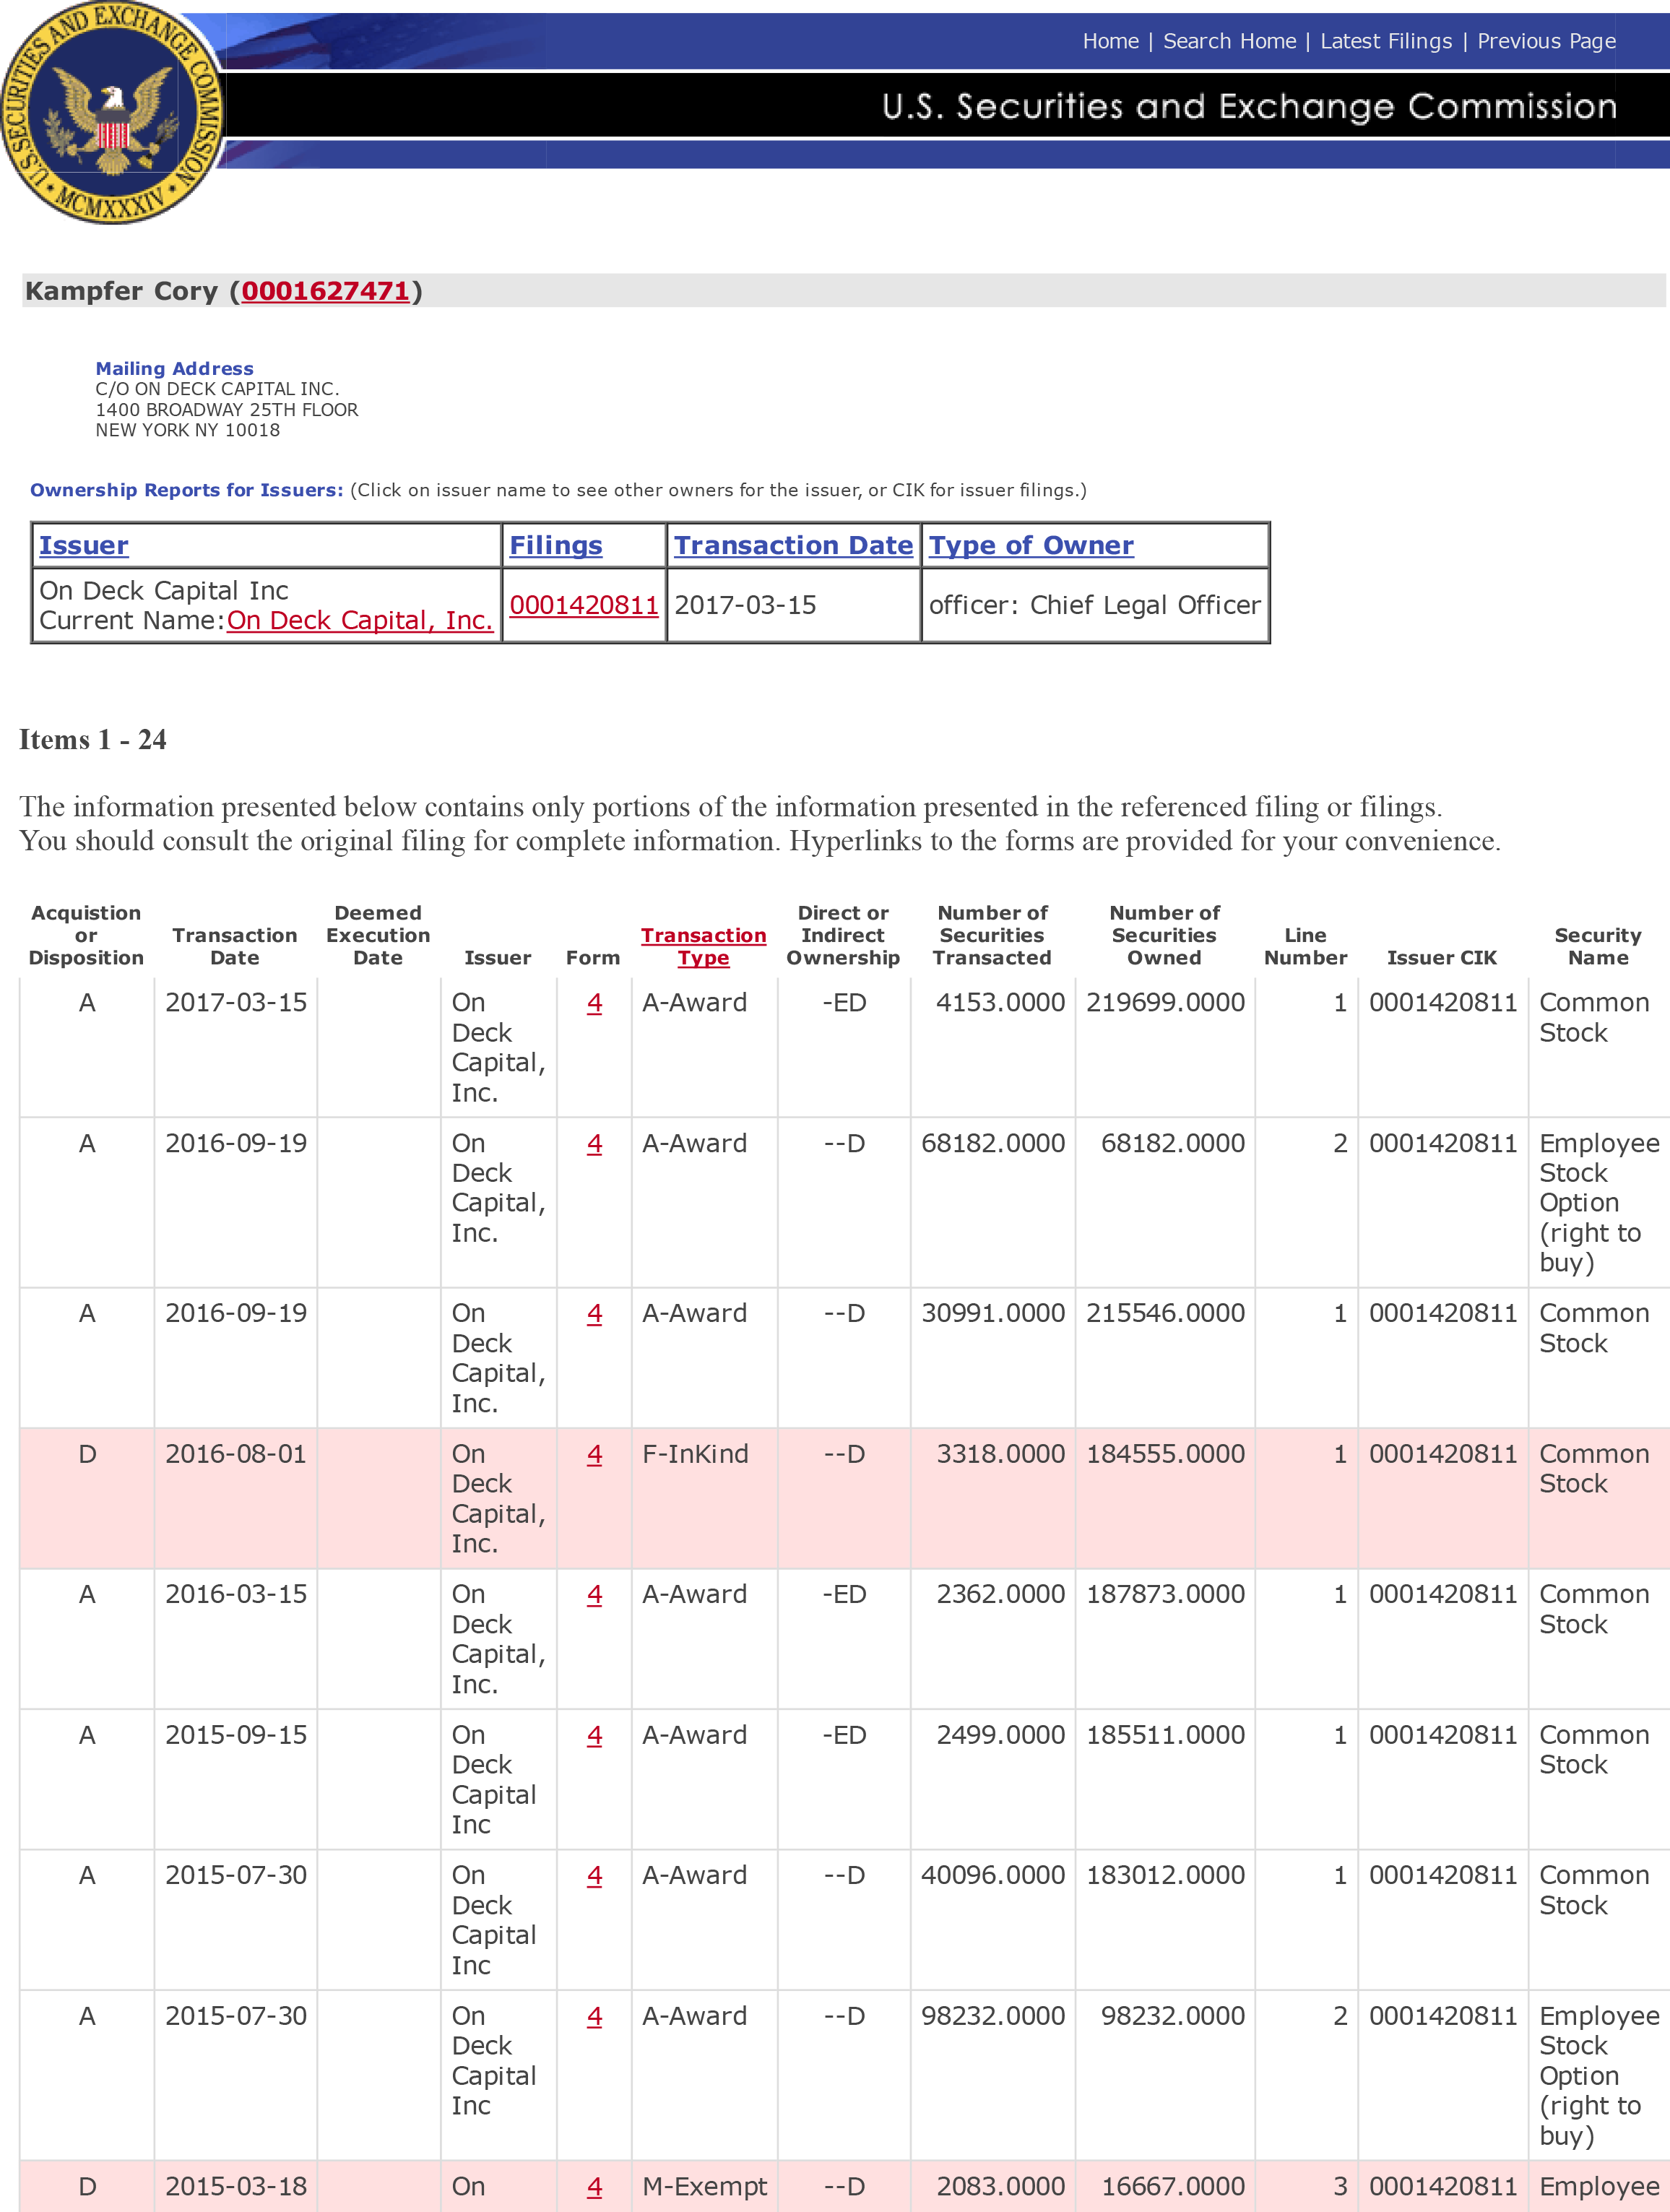 U.S. SECURITIES AND EXCHANGE COMMISSION
MCMXXXIV
Home | Search Home | Latest Filings | Previous Page
U.S. Securities and Exchange Commission
Kampfer Cory (0001627471)
Mailing Address
C/O ON DECK CAPITAL INC.
1400 BROADWAY 25TH FLOOR
NEW YORK NY 10018
Ownership Reports for Issuers: (Click on issuer name to see other owners for the issuer, or CIK for issuer filings.)
Issuer Filings Transaction Date Type of Owner
On Deck Capital Inc
Current Name:On Deck Capital, Inc. 0001420811 2017-03-15 officer: Chief Legal Officer
Items 1 - 24
The information presented below contains only portions of the information presented in the referenced filing or filings.
You should consult the original filing for complete information. Hyperlinks to the forms are provided for your convenience.
Acquistion Deemed Direct or Number of Number of
or Transaction Execution Transaction Indirect Securities Securities Line Security
Disposition Date Date Issuer Form Type Ownership Transacted Owned Number Issuer CIK Name
A 2017-03-15 On 4 A-Award -ED 4153.0000 219699.0000 1 0001420811 Common
Deck Stock
Capital,
Inc.
A 2016-09-19 On 4 A-Award --D 68182.0000 68182.0000 2 0001420811 Employee
Deck Stock
Capital, Option
Inc. (right to
buy)
A 2016-09-19 On 4 A-Award --D 30991.0000 215546.0000 1 0001420811 Common
Deck Stock
Capital,
Inc.
D 2016-08-01 On 4 F-InKind --D 3318.0000 184555.0000 1 0001420811 Common
Deck Stock
Capital,
Inc.
A 2016-03-15 On 4 A-Award -ED 2362.0000 187873.0000 1 0001420811 Common
Deck Stock
Capital,
Inc.
A 2015-09-15 On 4 A-Award -ED 2499.0000 185511.0000 1 0001420811 Common
Deck Stock
Capital
Inc
A 2015-07-30 On 4 A-Award --D 40096.0000 183012.0000 1 0001420811 Common
Deck Stock
Capital
Inc
A 2015-07-30 On 4 A-Award --D 98232.0000 98232.0000 2 0001420811 Employee
Deck Stock
Capital Option
Inc (right to
buy)
D 2015-03-18 On 4 M-Exempt --D 2083.0000 16667.0000 3 0001420811 Employee